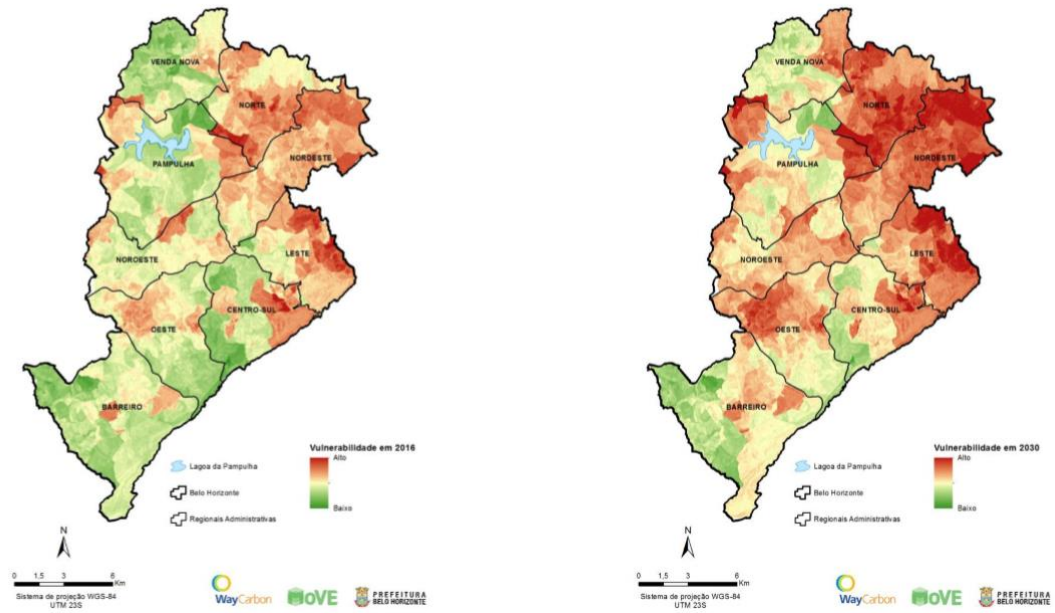 VENDA NOVA
NORTE
NORDESTE
PAMPULHA
NOROESTE
LESTE
CENTRO-SUL
OESTE
BARREIRO
Vulnerabilidade em 2016
Alto
Baixo
Lagoa da Pampulha
Belo Horizonte
Regionais Administrativas
N
0 1,5 3 6
Km
Sistema de projeção WGS-84
UTM 23S
WayCarbon
MOVE
PREFEITURA
BELO HORIZONTE
VENDA NOVA
NORTE
NORDESTE
PAMPULHA
NOROESTE
LESTE
CENTRO-SUL
OESTE
BARREIRO
Vulnerabilidade em 2030
Alto
Baixo
Lagoa da Pampulha
Belo Horizonte
Regionais Administrativas
N
0 1,5 3 6
Km
Sistema de projeção WGS-84
UTM 23S
WayCarbon
MOVE
PREFEITURA
BELO HORIZONTE